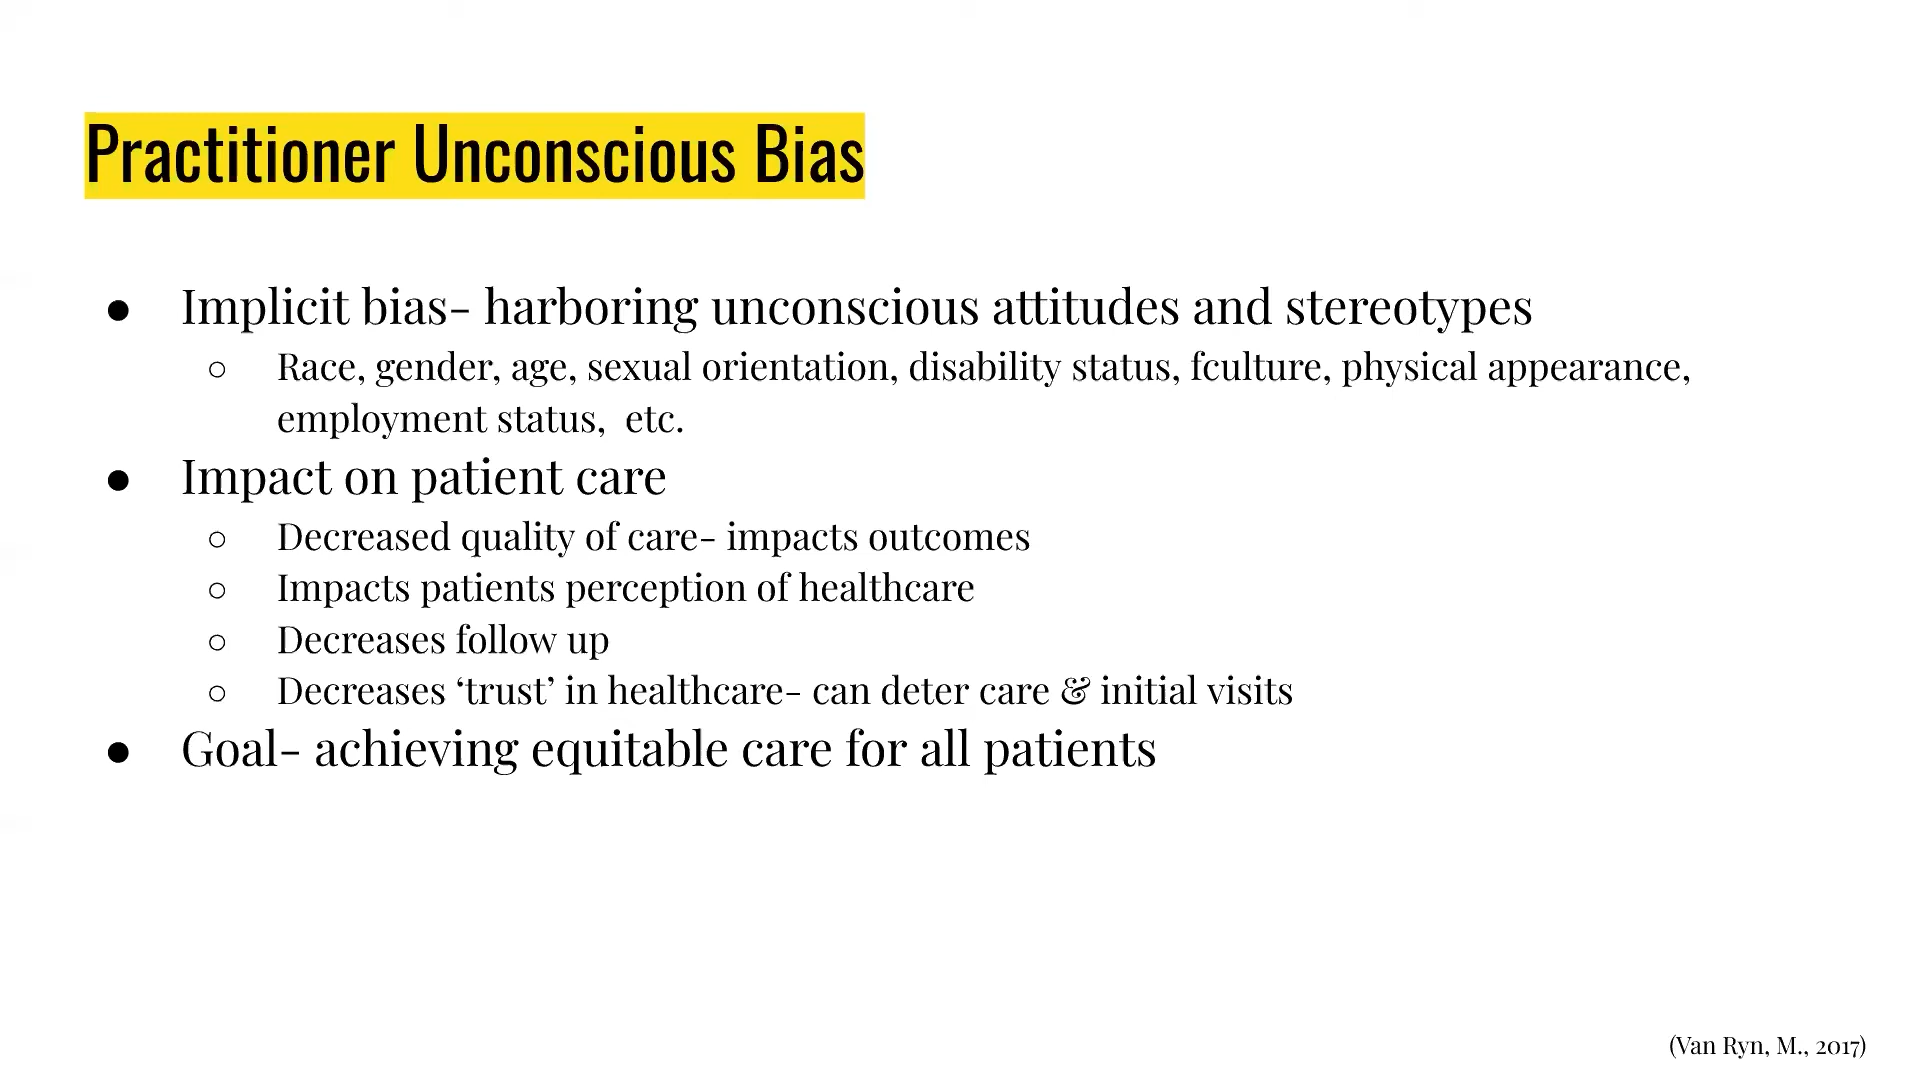 Practitioner Unconscious Bias
● Implicit bias- harboring unconscious attitudes and stereotypes
○ Race, gender, age, sexual orientation, disability status, fculture, physical appearance,
employment status,  etc.
● Impact on patient care
○ Decreased quality of care- impacts outcomes
○ Impacts patients perception of healthcare
○ Decreases follow up
○ Decreases ‘trust’ in healthcare- can deter care & initial visits
● Goal- achieving equitable care for all patients
(Van Ryn, M., 2017)